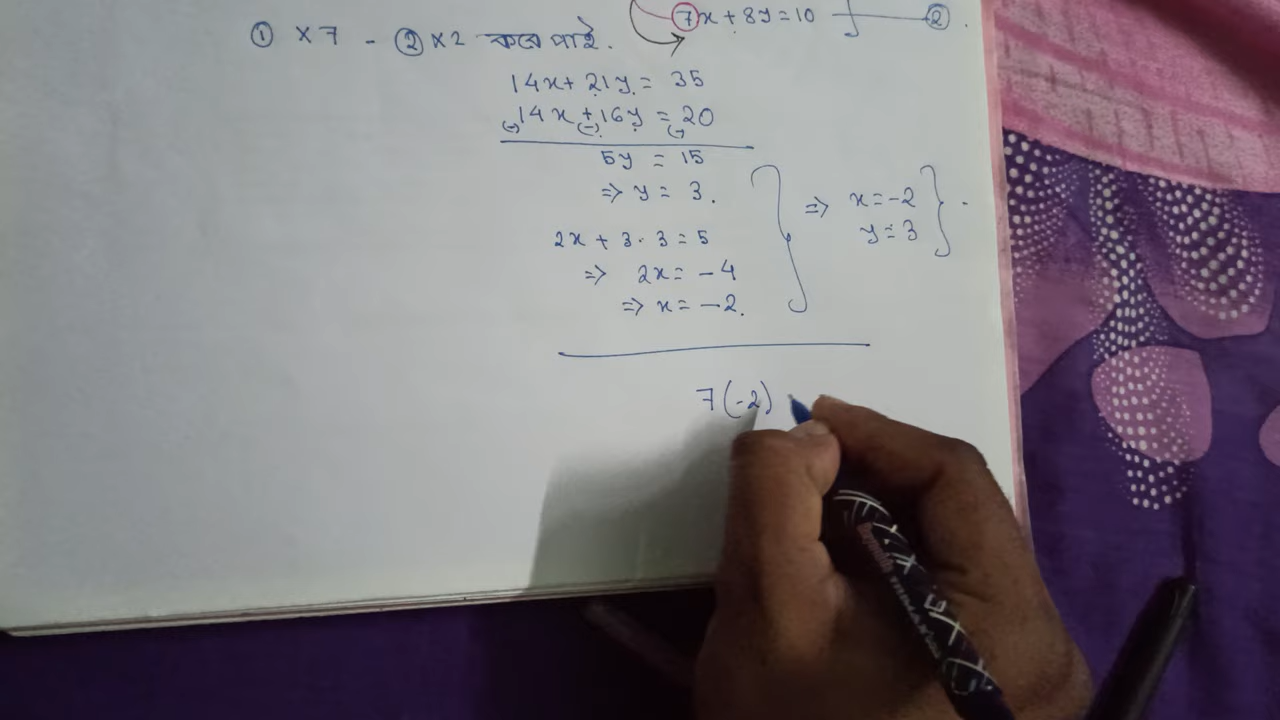 7x + 8y = 10 ②
① × 7 - ② × 2 করে পাই.
14x + 21y = 35
14x + 16y = 20
(-) (-) (-)
5y = 15
⇒ y = 3.
⇒ x = -2
y = 3
2x + 3·3 = 5
⇒ 2x = -4
⇒ x = -2.
7(-2)